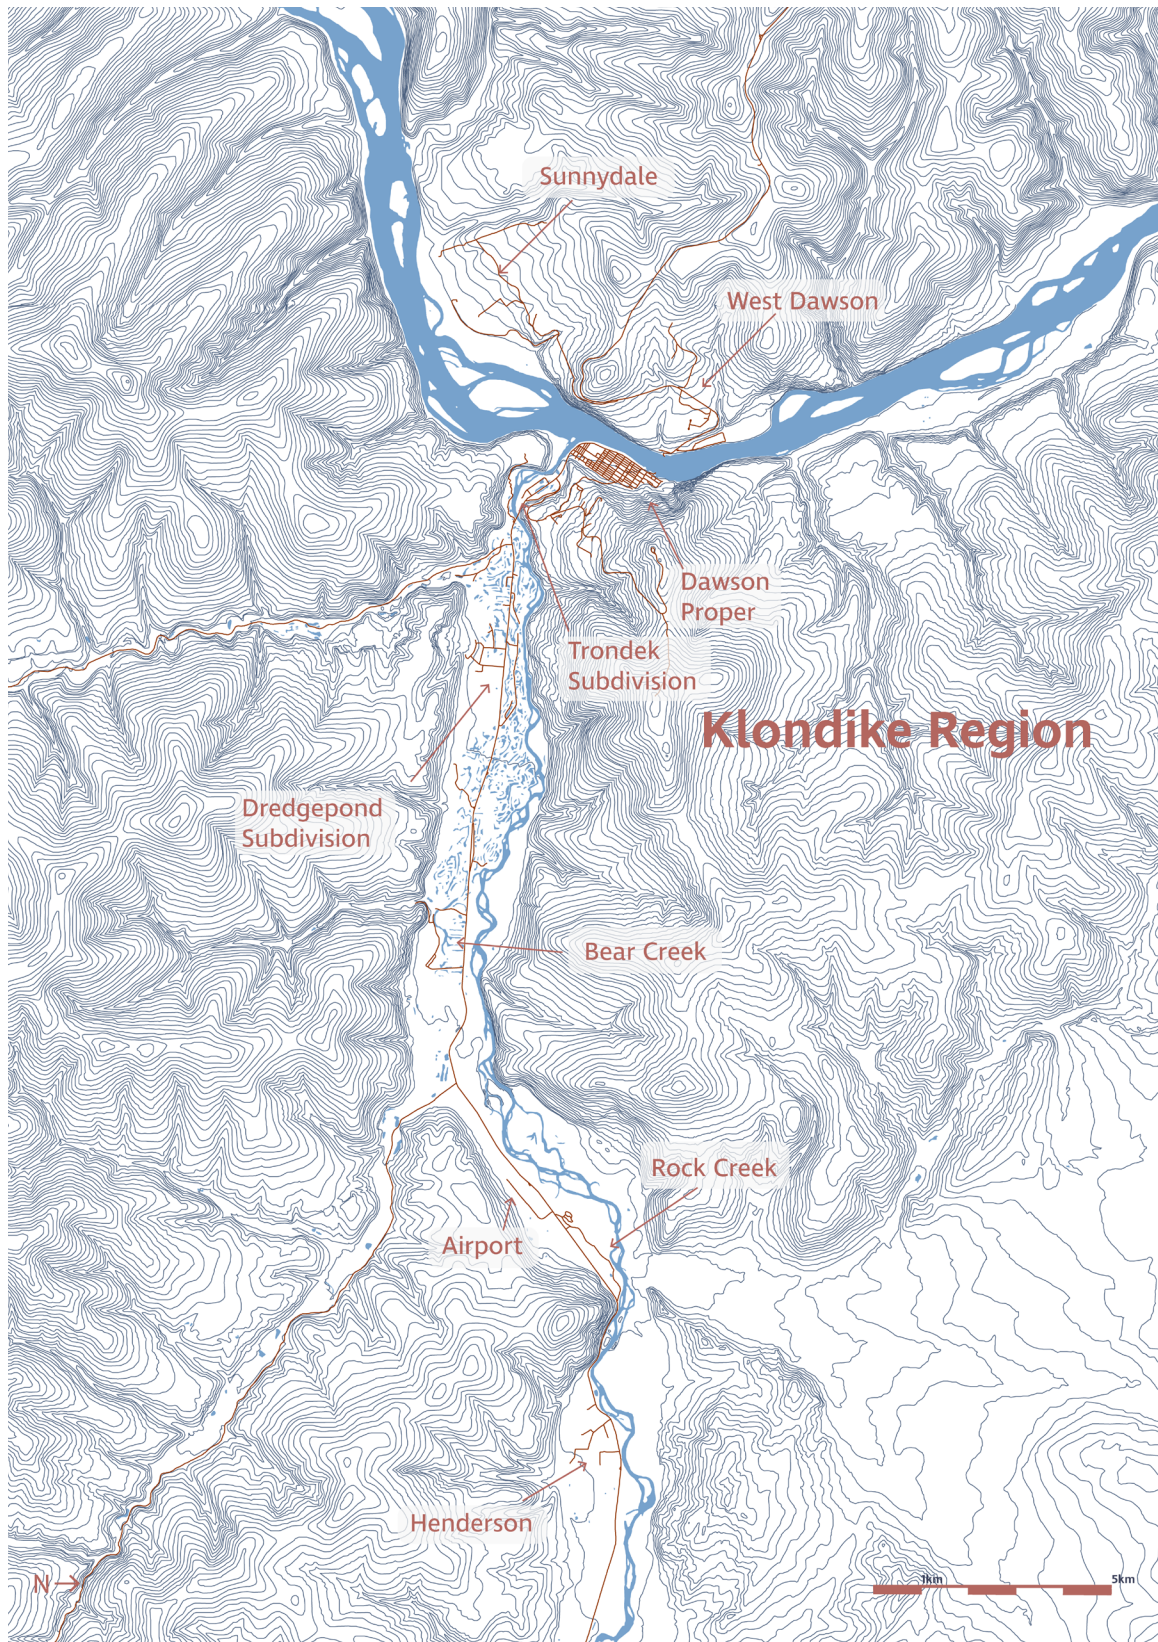 Sunnydale
West Dawson
Dawson
Proper
Trondek
Subdivision
Klondike Region
Dredgepond
Subdivision
Bear Creek
Rock Creek
Airport
Henderson
N
1km
5km